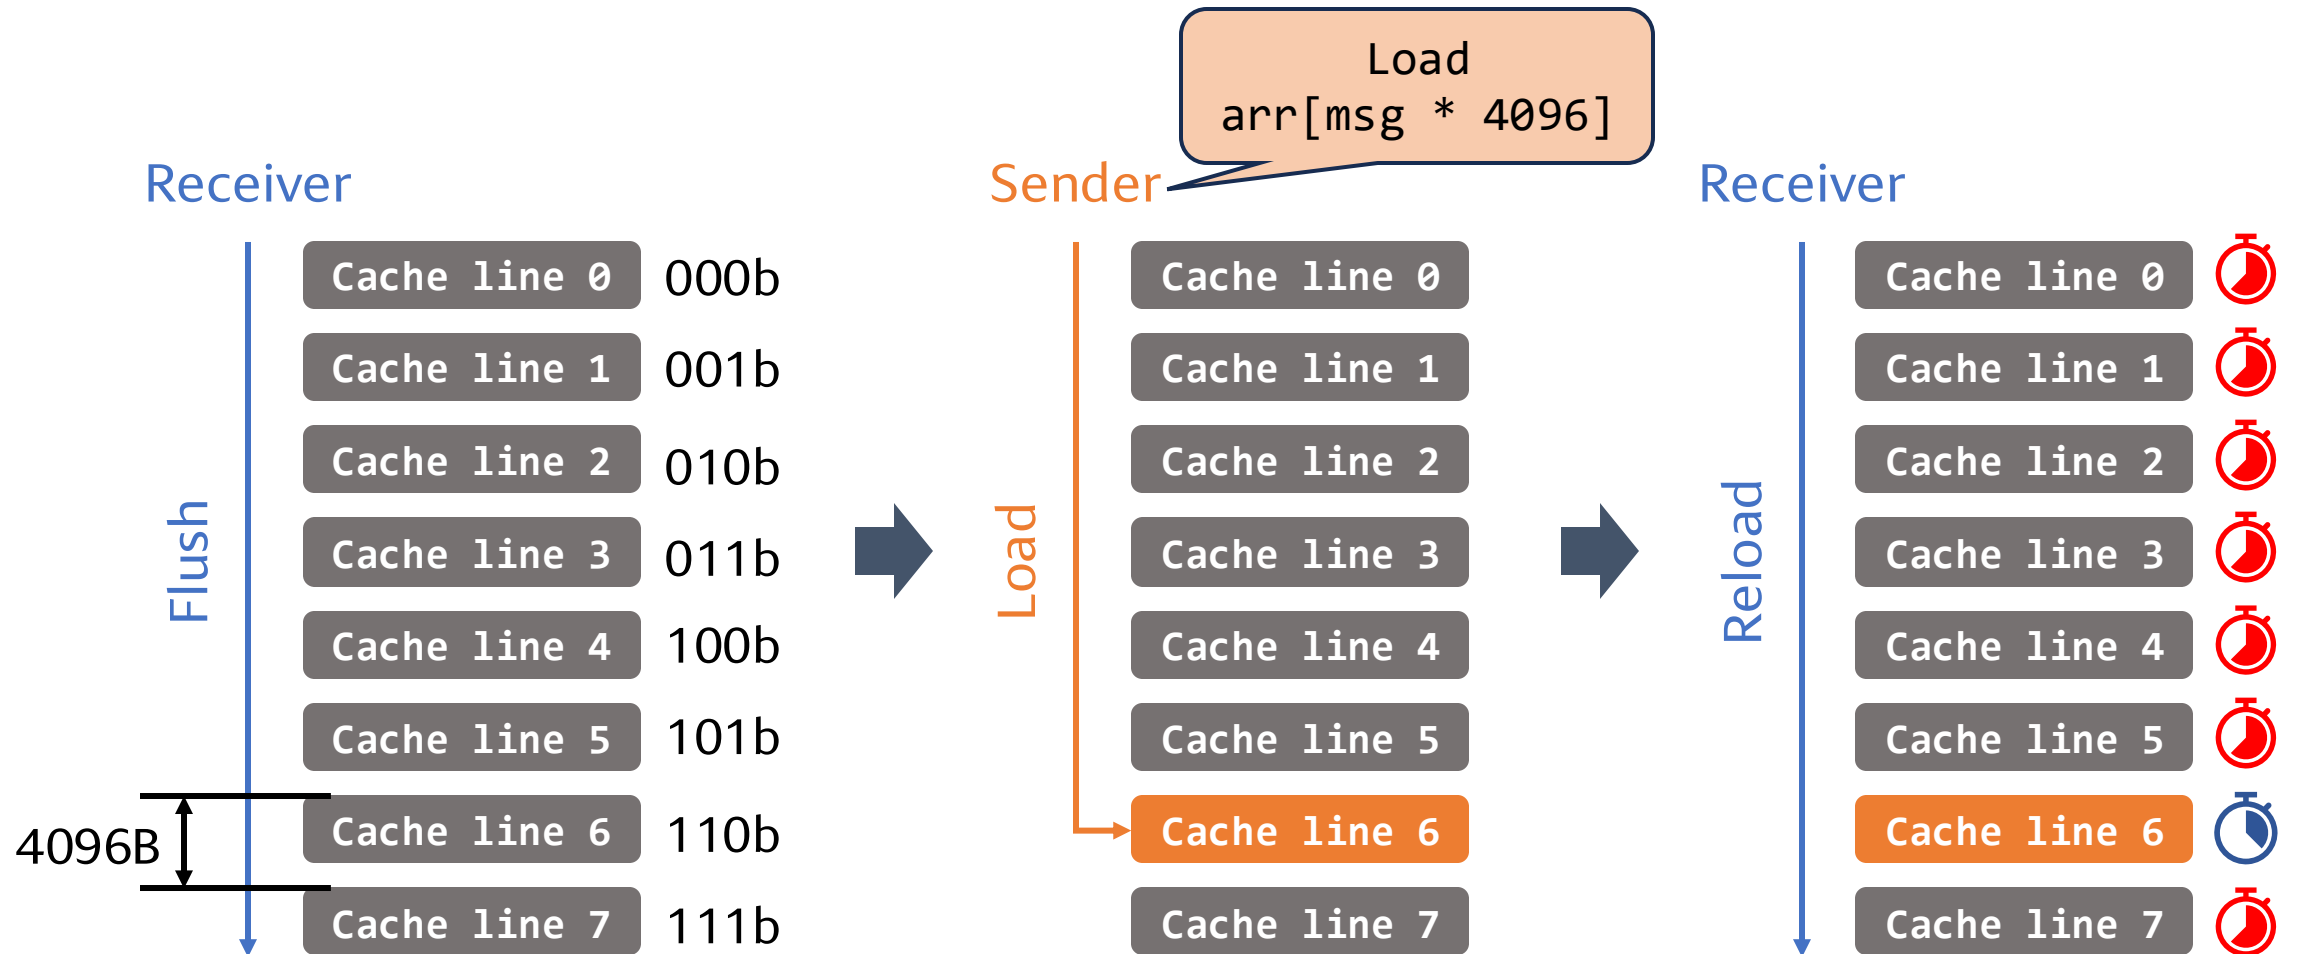 Load
arr[msg * 4096]
Receiver
Flush
Cache line 0 000b
Cache line 1 001b
Cache line 2 010b
Cache line 3 011b
Cache line 4 100b
Cache line 5 101b
Cache line 6 110b
Cache line 7 111b
4096B
Sender
Load
Cache line 0
Cache line 1
Cache line 2
Cache line 3
Cache line 4
Cache line 5
Cache line 6
Cache line 7
Receiver
Reload
Cache line 0
Cache line 1
Cache line 2
Cache line 3
Cache line 4
Cache line 5
Cache line 6
Cache line 7